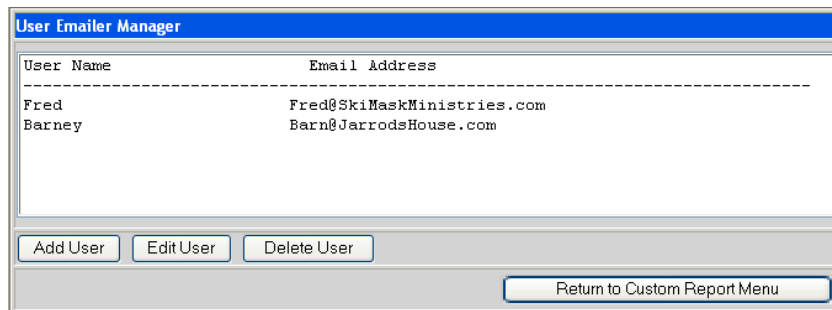 User Emailer Manager
User Name Email Address
--------------------------------------------------------------------------------
Fred Fred@SkiMaskMinistries.com
Barney Barn@JarrodsHouse.com
Add User Edit User Delete User
Return to Custom Report Menu